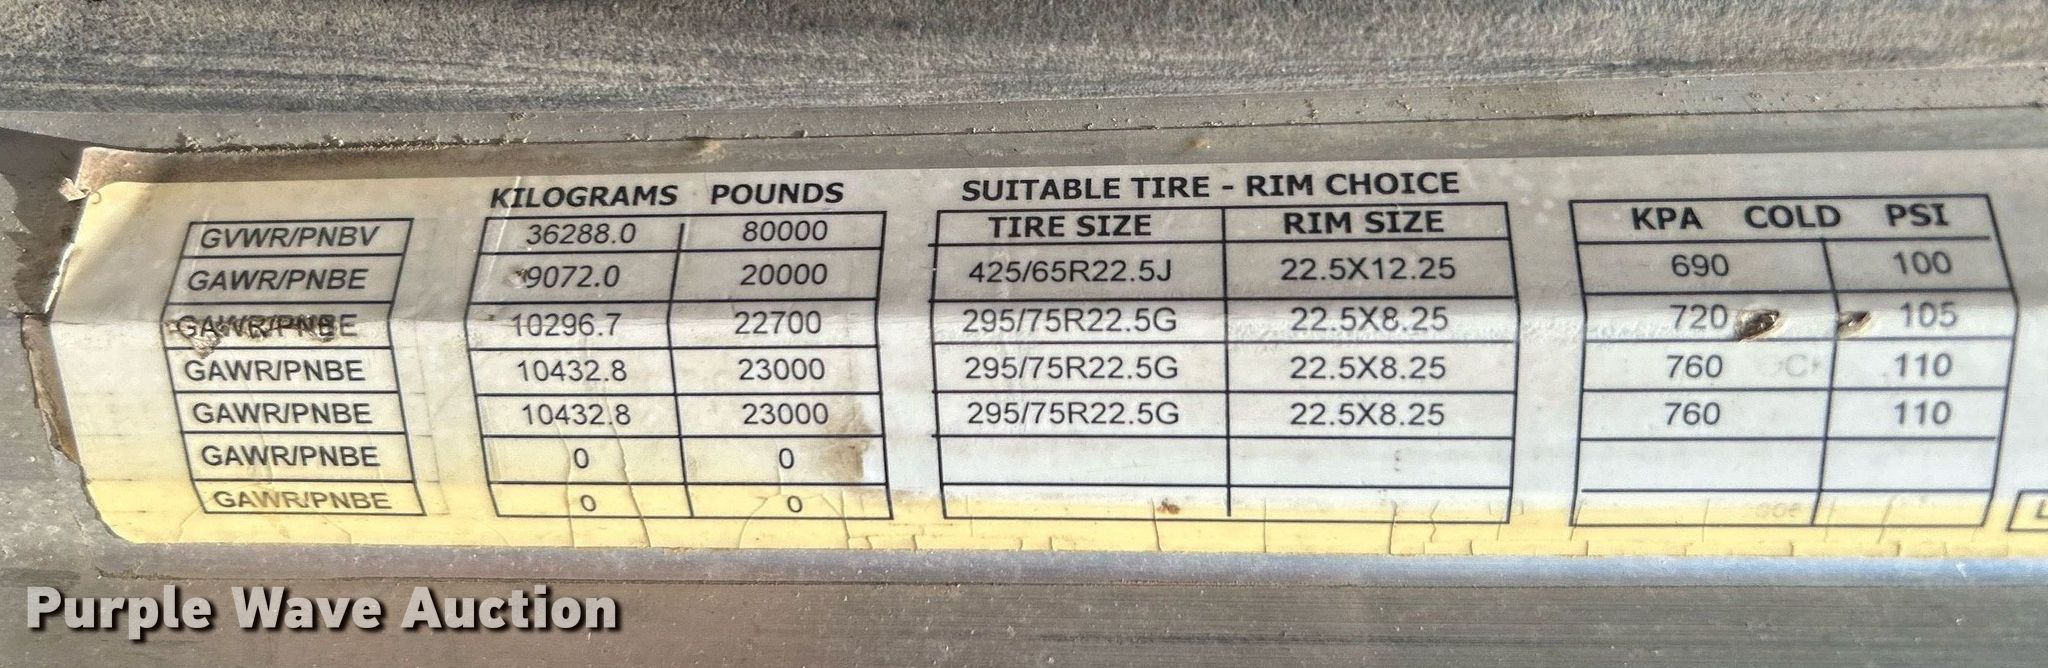 KILOGRAMS POUNDS SUITABLE TIRE - RIM CHOICE
TIRE SIZE RIM SIZE KPA COLD PSI
GVWR/PNBV 36288.0 80000
GAWR/PNBE 9072.0 20000 425/65R22.5J 22.5X12.25 690 100
GAWR/PNBE 10296.7 22700 295/75R22.5G 22.5X8.25 720 105
GAWR/PNBE 10432.8 23000 295/75R22.5G 22.5X8.25 760 110
GAWR/PNBE 10432.8 23000 295/75R22.5G 22.5X8.25 760 110
GAWR/PNBE 0 0
GAWR/PNBE 0 0
Purple Wave Auction